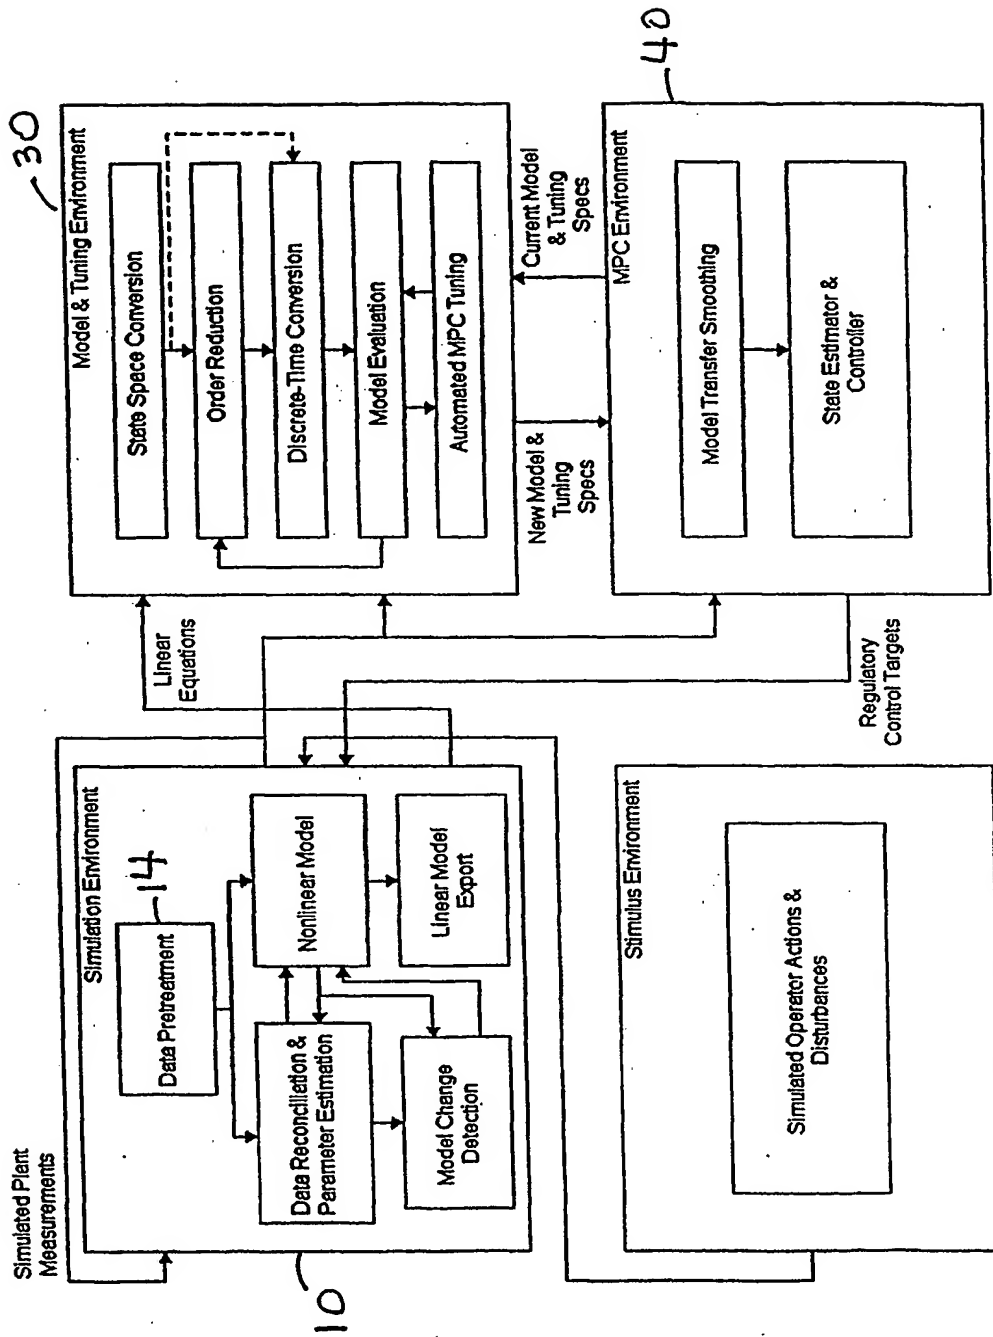 Simulated Plant
Measurements
10
Simulation Environment
Data Pretreatment
14
Data Reconciliation &
Parameter Estimation
Nonlinear Model
Model Change
Detection
Linear Model
Export
Linear
Equations
30
Model & Tuning Environment
State Space Conversion
Order Reduction
Discrete-Time Conversion
Model Evaluation
Automated MPC Tuning
New Model &
Tuning
Specs
Current Model
& Tuning
Specs
40
MPC Environment
Model Transfer Smoothing
State Estimator &
Controller
Regulatory
Control Targets
Stimulus Environment
Simulated Operator Actions &
Disturbances